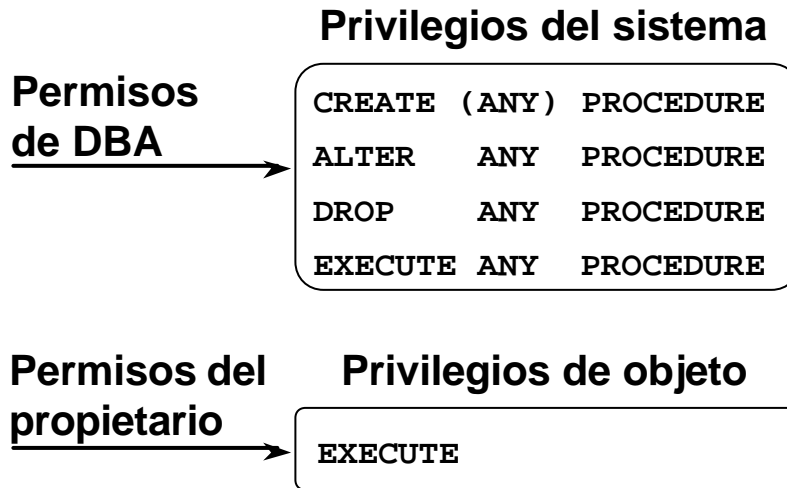 Privilegios del sistema
Permisos
de DBA
CREATE (ANY) PROCEDURE
ALTER ANY PROCEDURE
DROP ANY PROCEDURE
EXECUTE ANY PROCEDURE
Permisos del
propietario
Privilegios de objeto
EXECUTE